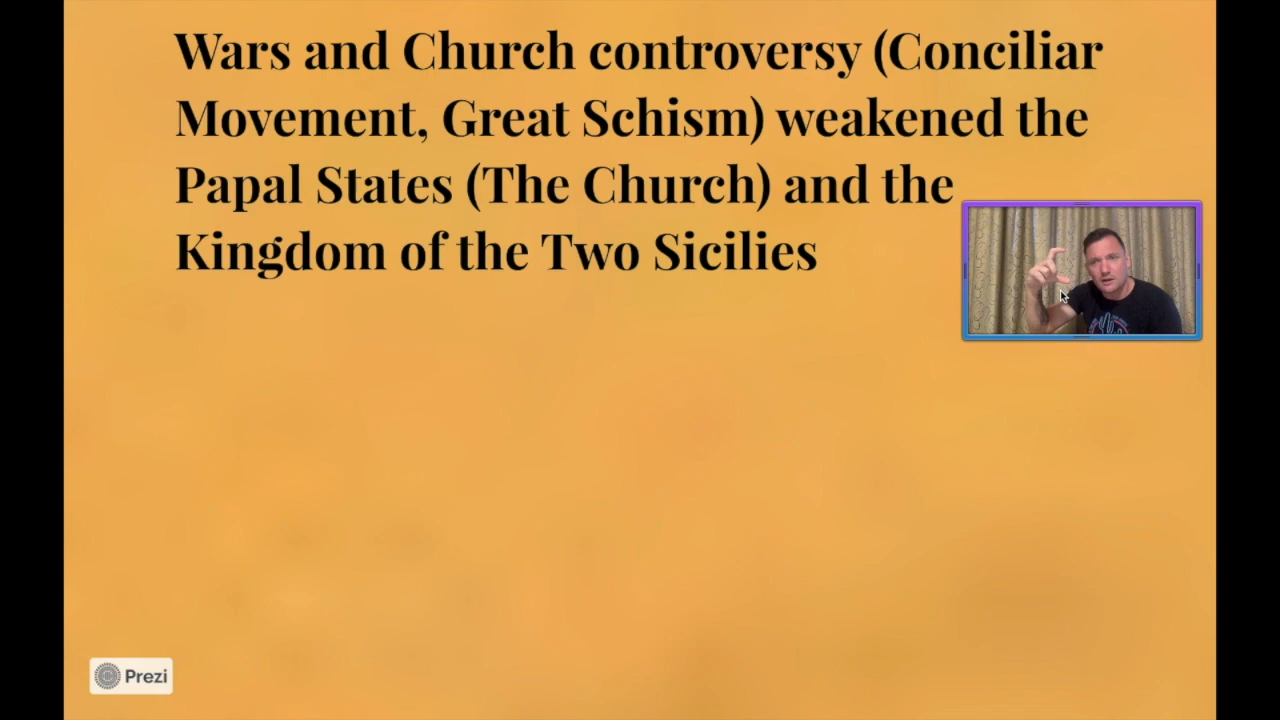 Wars and Church controversy (Conciliar
Movement, Great Schism) weakened the
Papal States (The Church) and the
Kingdom of the Two Sicilies
Prezi